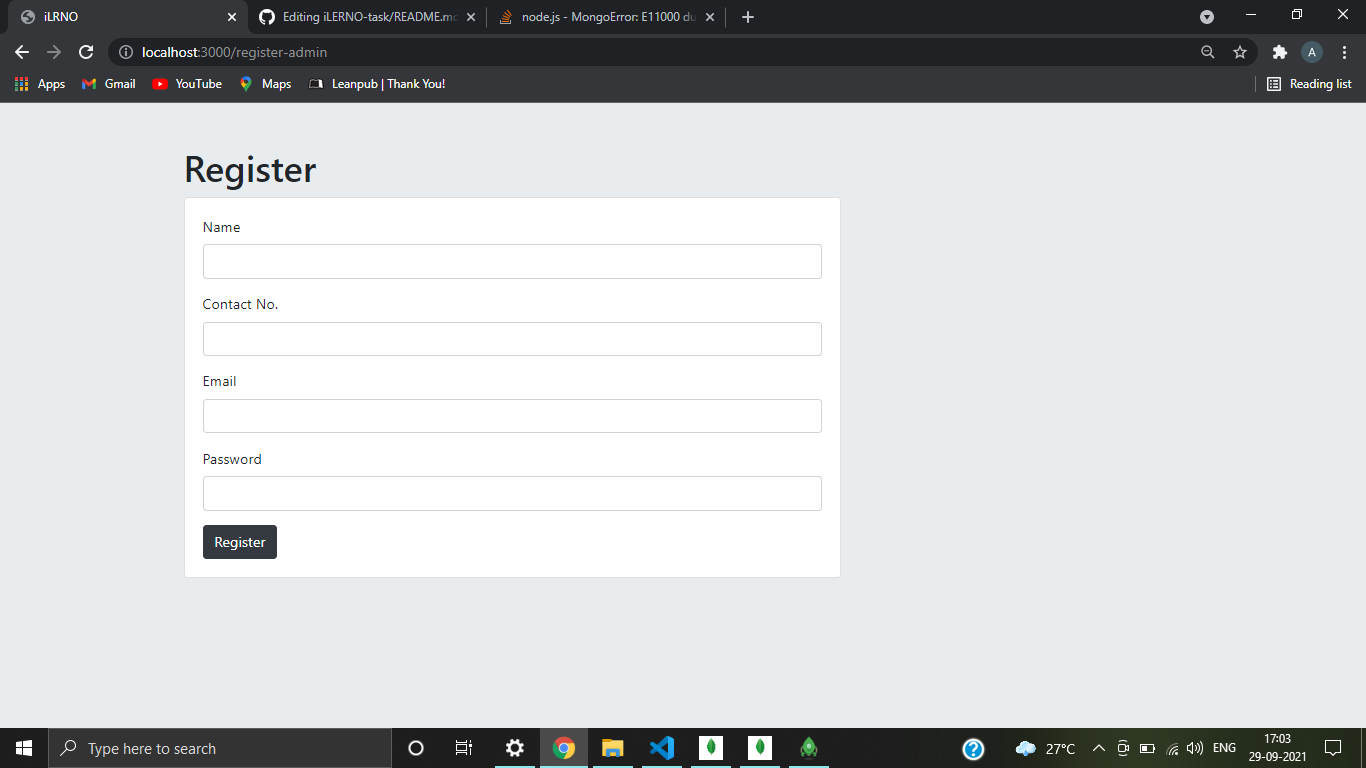 iLRNO
Editing iLERNO-task/README.mc
node.js - MongoError: E11000 du
localhost:3000/register-admin
A
Apps
Gmail
YouTube
Maps
Leanpub | Thank You!
Reading list
Register
Name
Contact No.
Email
Password
Register
Type here to search
27°C
ENG
17:03
29-09-2021